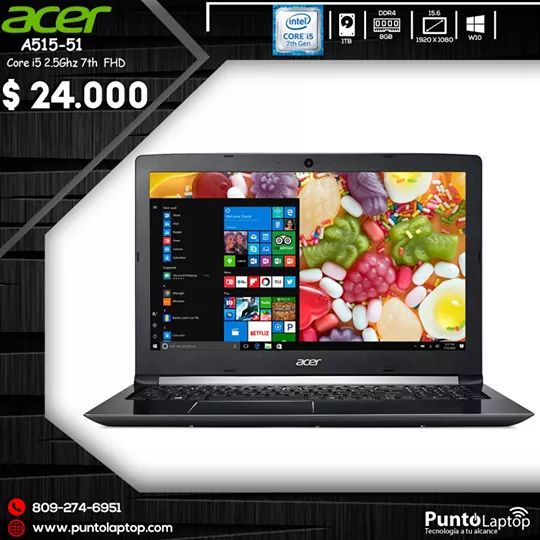 acer
A515-51
Core i5 2.5Ghz 7th FHD
$ 24.000
intel
CORE i5
7th Gen
1TB
DDR4
8GB
15.6
1920 X 1080
W10
NETFLIX
acer
809-274-6951
www.puntolaptop.com
PuntoLaptop
Tecnología a tu alcance